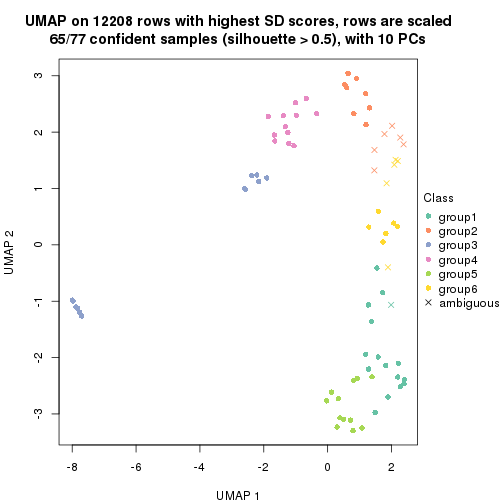 UMAP on 12208 rows with highest SD scores, rows are scaled
65/77 confident samples (silhouette > 0.5), with 10 PCs
3
2
1
0
-1
-2
-3
UMAP 2
-8
-6
-4
-2
0
2
UMAP 1
Class
group1
group2
group3
group4
group5
group6
ambiguous